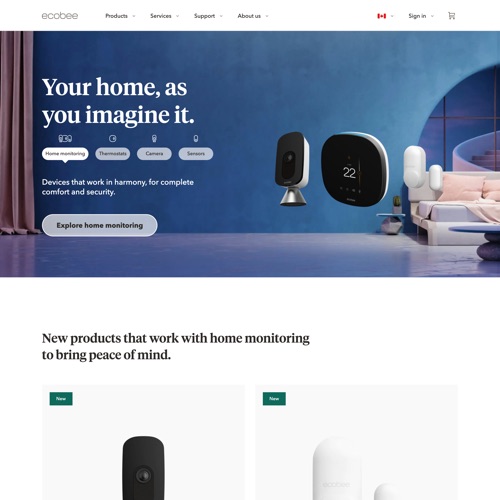 ecobee
Products
Services
Support
About us
Sign in
Your home, as
you imagine it.
Home monitoring
Thermostats
Camera
Sensors
Devices that work in harmony, for complete
comfort and security.
Explore home monitoring
22
New products that work with home monitoring
to bring peace of mind.
New
New
ecobee